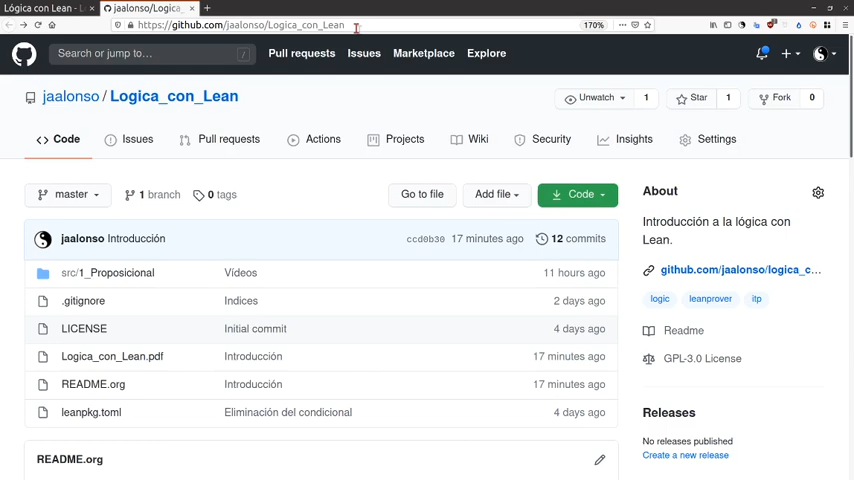 Lógica con Lean - L
jaalonso/Logica_
https://github.com/jaalonso/Logica_con_Lean
170%
Search or jump to…
/
Pull requests Issues Marketplace Explore
jaalonso / Logica_con_Lean
Unwatch 1
Star 1
Fork 0
Code Issues Pull requests Actions Projects Wiki Security Insights Settings
master
1 branch
0 tags
Go to file
Add file
Code
jaalonso Introducción ccd0b30 17 minutes ago 12 commits
src/1_Proposicional Vídeos 11 hours ago
.gitignore Indices 2 days ago
LICENSE Initial commit 4 days ago
Logica_con_Lean.pdf Introducción 17 minutes ago
README.org Introducción 17 minutes ago
leanpkg.toml Eliminación del condicional 4 days ago
README.org
About
Introducción a la lógica con
Lean.
github.com/jaalonso/logica_c…
logic leanprover itp
Readme
GPL-3.0 License
Releases
No releases published
Create a new release